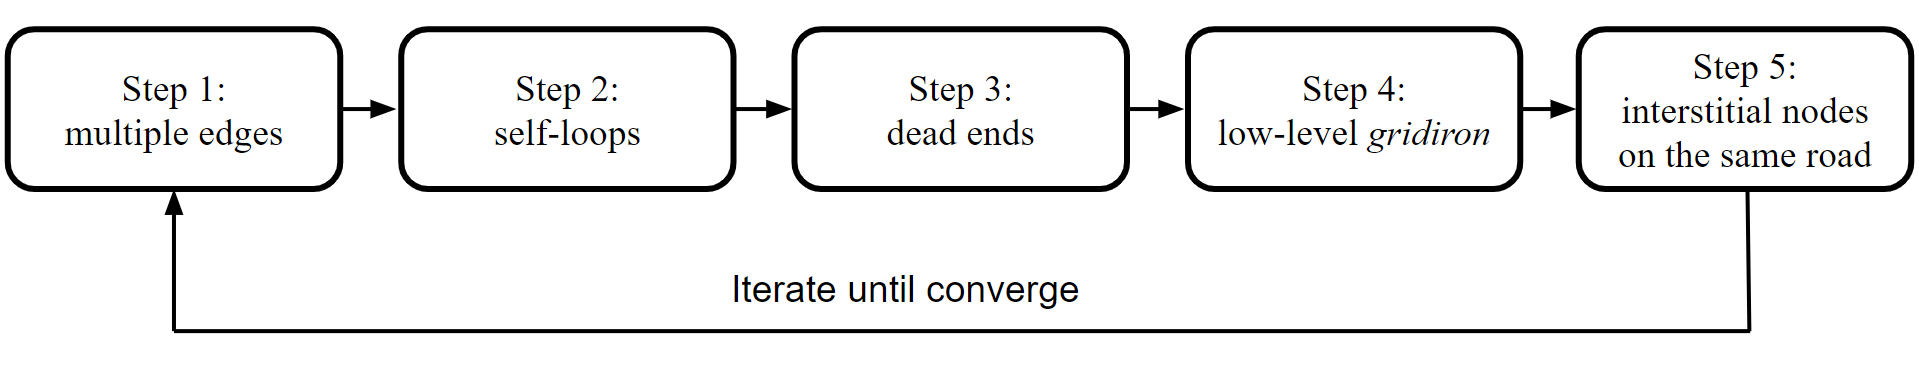 Step 1:
multiple edges
Step 2:
self-loops
Step 3:
dead ends
Step 4:
low-level gridiron
Step 5:
interstitial nodes
on the same road
Iterate until converge